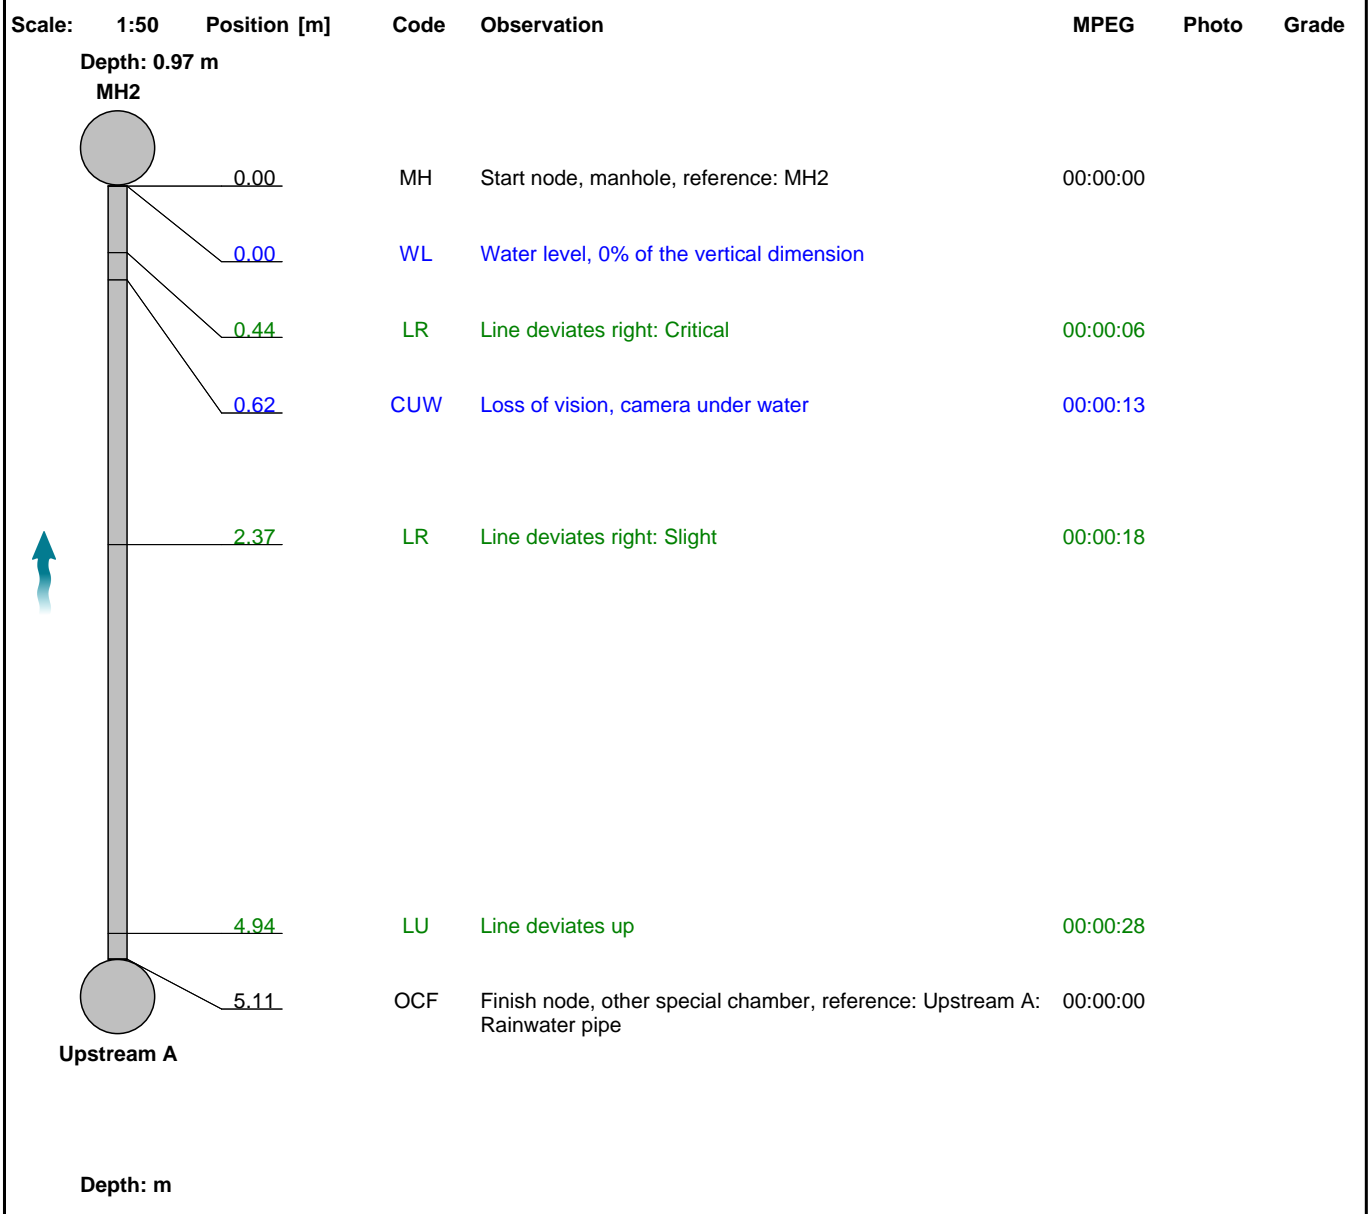 Scale: 1:50 Position [m] Code Observation MPEG Photo Grade
Depth: 0.97 m
MH2
0.00 MH Start node, manhole, reference: MH2 00:00:00
0.00 WL Water level, 0% of the vertical dimension
0.44 LR Line deviates right: Critical 00:00:06
0.62 CUW Loss of vision, camera under water 00:00:13
2.37 LR Line deviates right: Slight 00:00:18
4.94 LU Line deviates up 00:00:28
5.11 OCF Finish node, other special chamber, reference: Upstream A: 00:00:00
Rainwater pipe
Upstream A
Depth: m